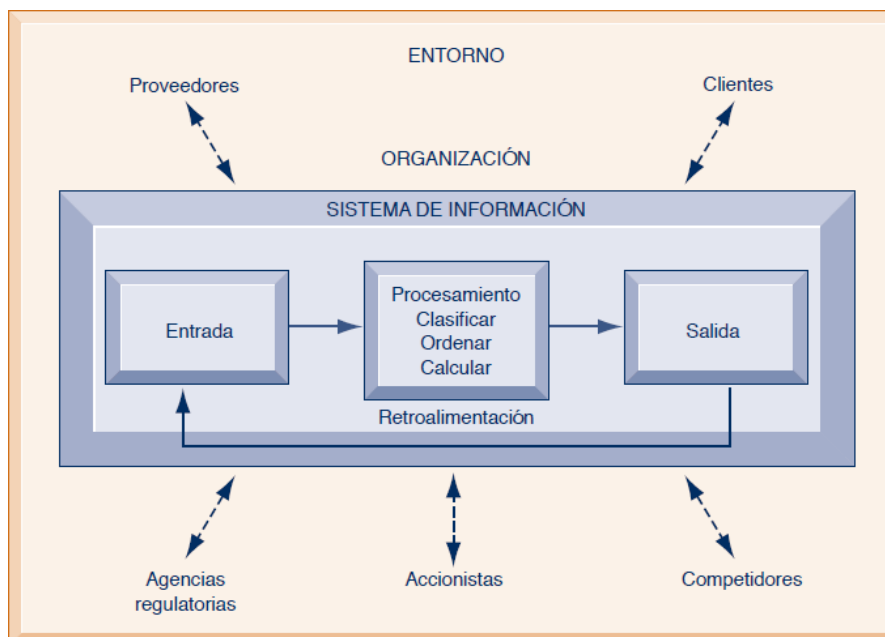 ENTORNO
Proveedores
Clientes
ORGANIZACIÓN
SISTEMA DE INFORMACIÓN
Entrada
Procesamiento
Clasificar
Ordenar
Calcular
Salida
Retroalimentación
Agencias
regulatorias
Accionistas
Competidores